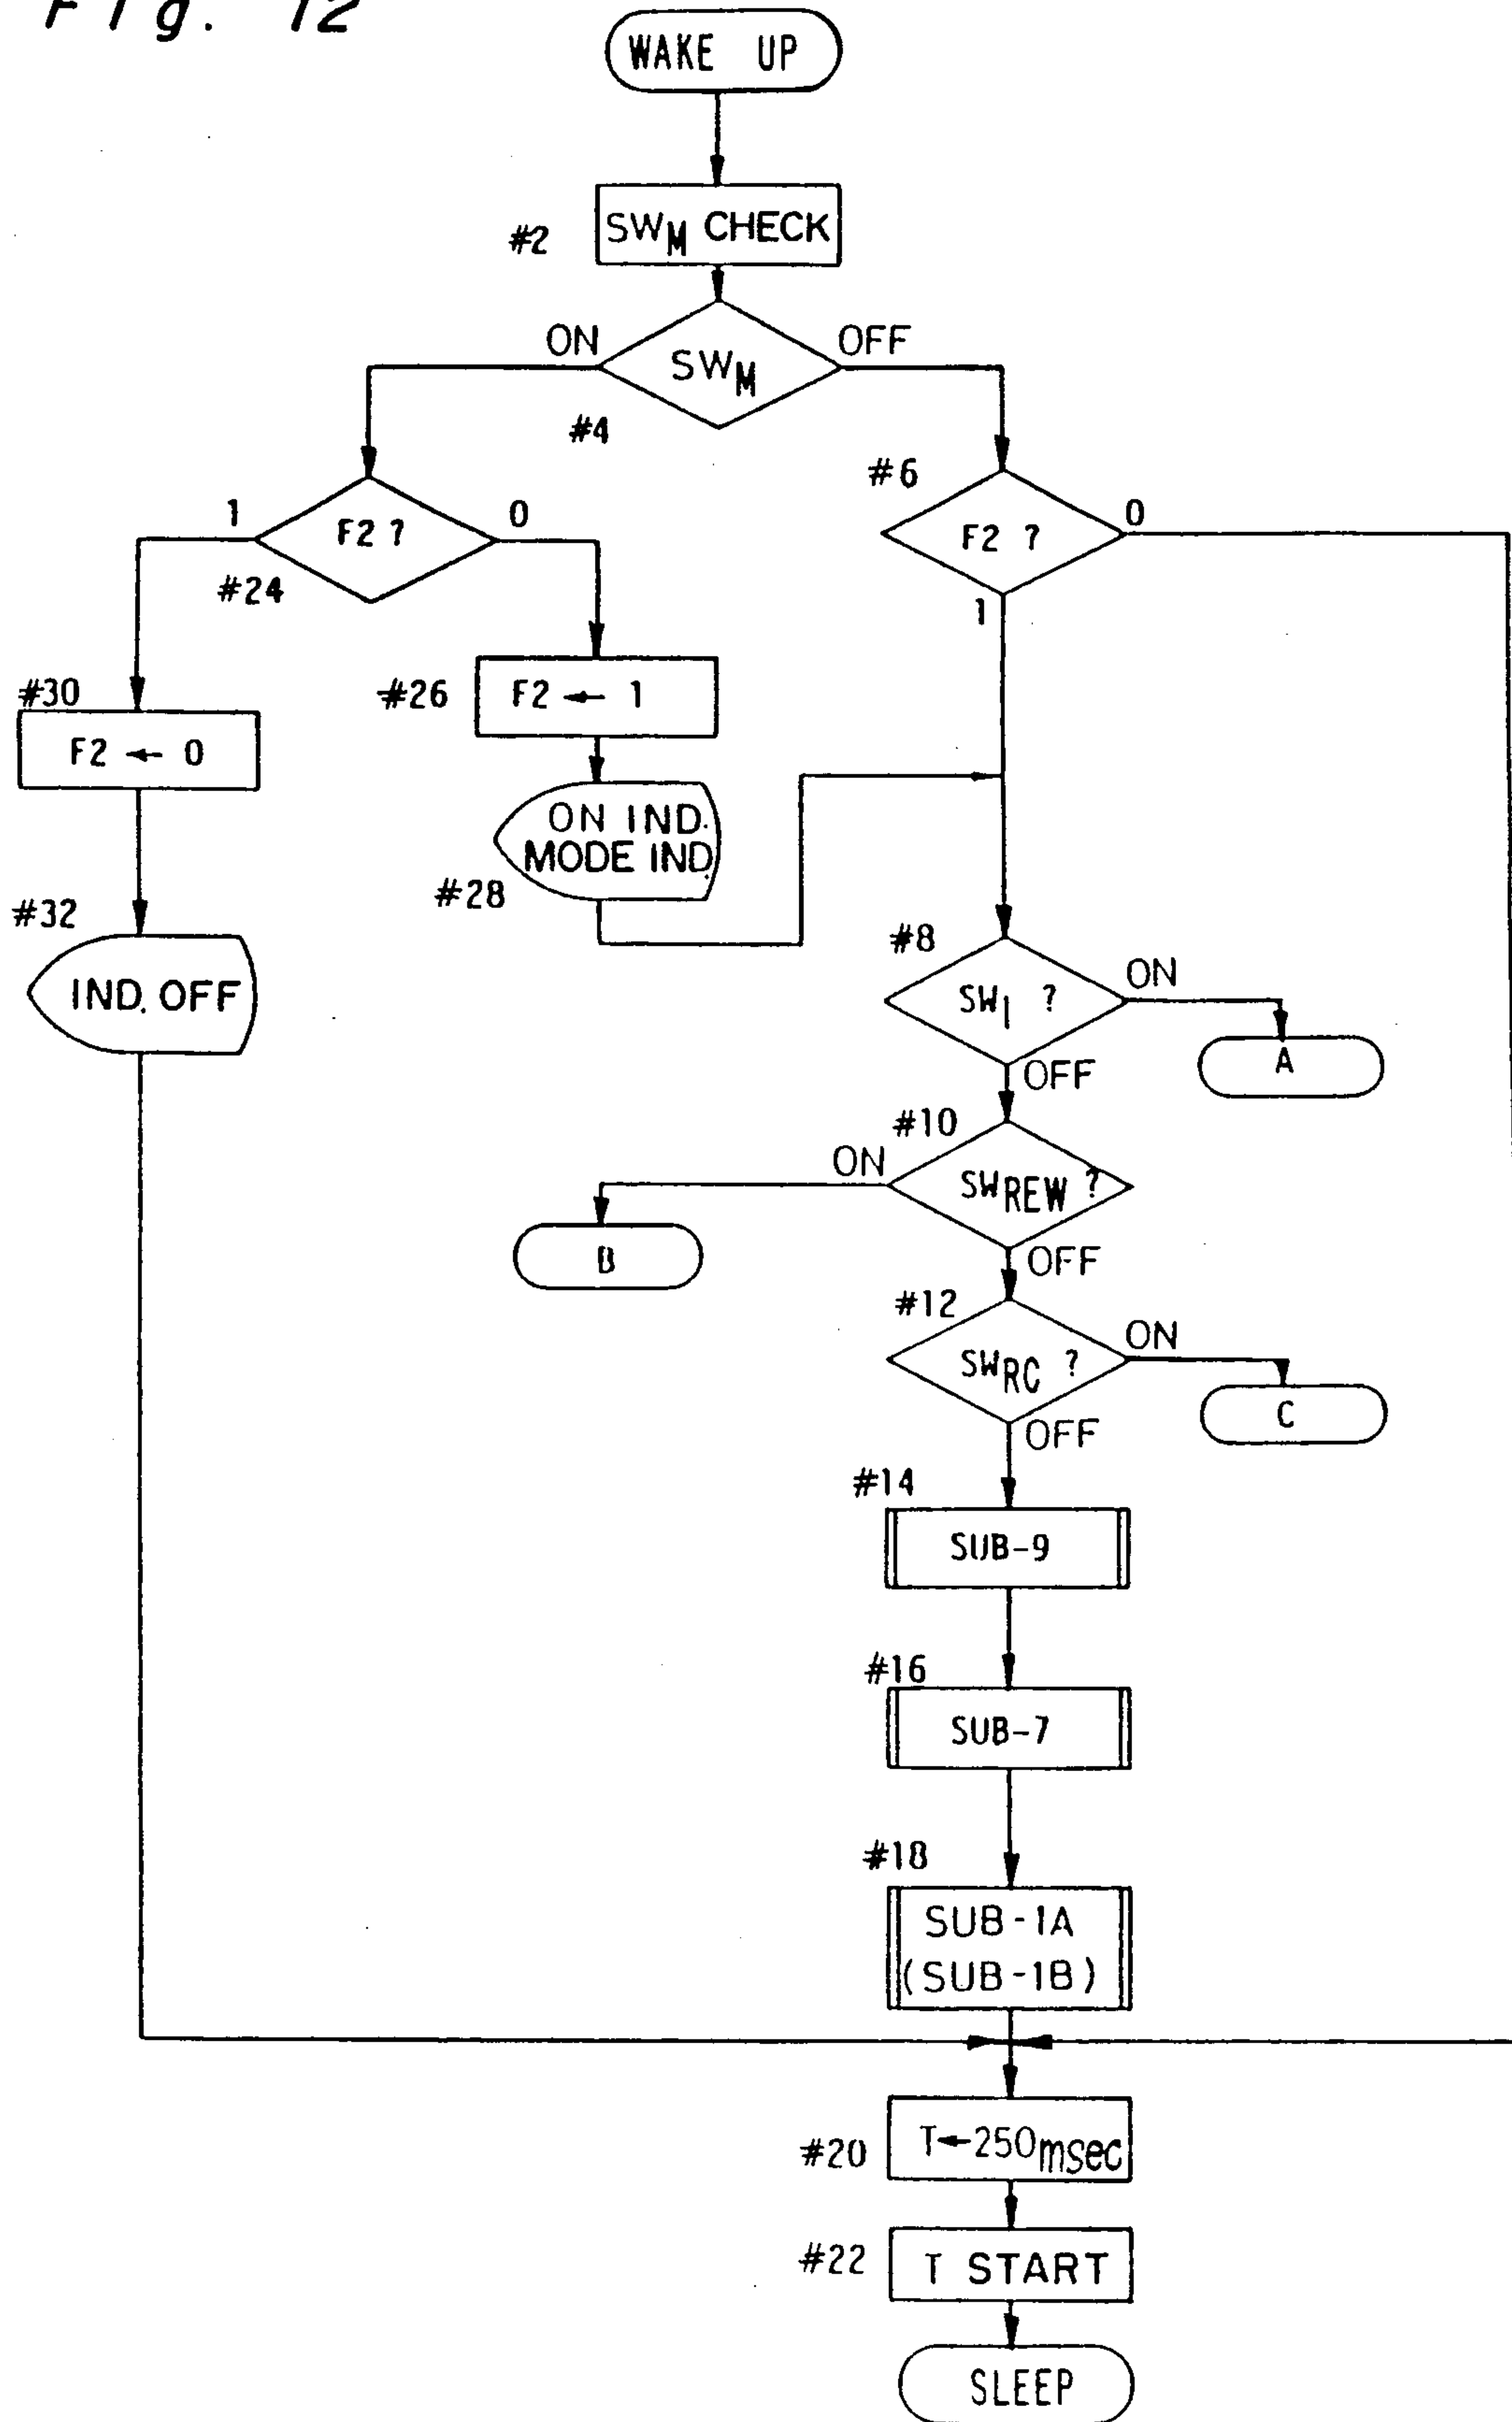 Fig. 12
WAKE UP
#2
SWM CHECK
ON
OFF
SWM
#4
#6
1
F2 ?
0
F2 ?
0
#24
1
#30
#26
F2 ← 1
F2 ← 0
ON IND.
MODE IND.
#28
#32
IND. OFF
#8
SW1 ?
ON
A
OFF
#10
ON
SWREW ?
B
OFF
#12
SWRC ?
ON
C
OFF
#14
SUB-9
#16
SUB-7
#18
SUB-1A
(SUB-1B)
#20
T←250msec
#22
T START
SLEEP